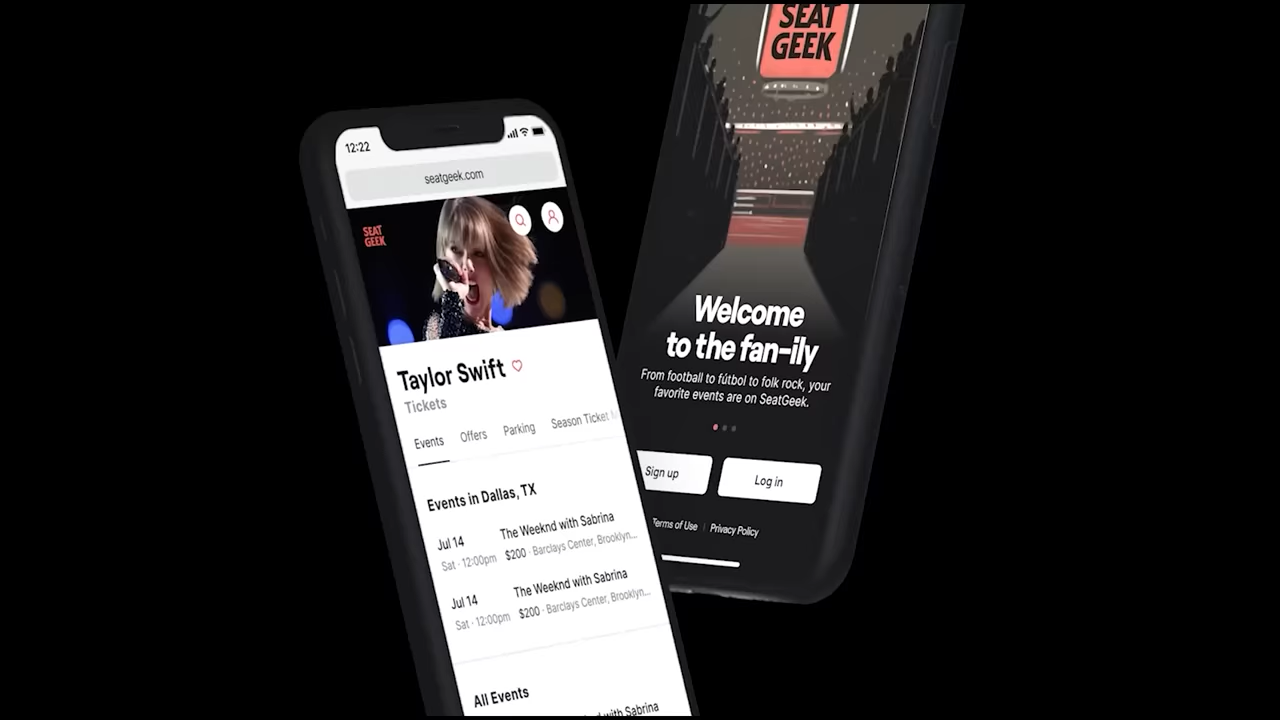 12:22
seatgeek.com
SEAT
GEEK
Taylor Swift
Tickets
Events Offers Parking Season Ticket
Events in Dallas, TX
Jul 14 The Weeknd with Sabrina
Sat · 12:00pm $200 · Barclays Center, Brooklyn...
Jul 14 The Weeknd with Sabrina
Sat · 12:00pm $200 · Barclays Center, Brooklyn...
All Events
with Sabrina
SEAT
GEEK
Welcome
to the fan-ily
From football to fútbol to folk rock, your
favorite events are on SeatGeek.
Sign up Log in
Terms of Use | Privacy Policy